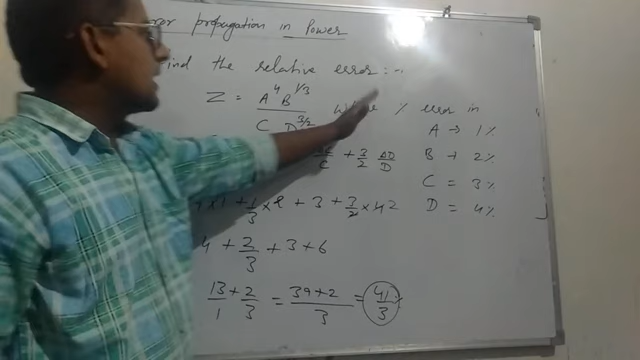 propagation in Power
Find the relative error :-
Z = A⁴ B^1/3 / C D^3/2 % error in
A → 1%
+ 3/2 ΔD/D
B → 2%
C = 3%
+ 1/3 × 2 + 3 + 3/2 × 4 2
D = 4%
4 + 2/3 + 3 + 6
13/1 + 2/3 = 39+2/3 = 41/3 %